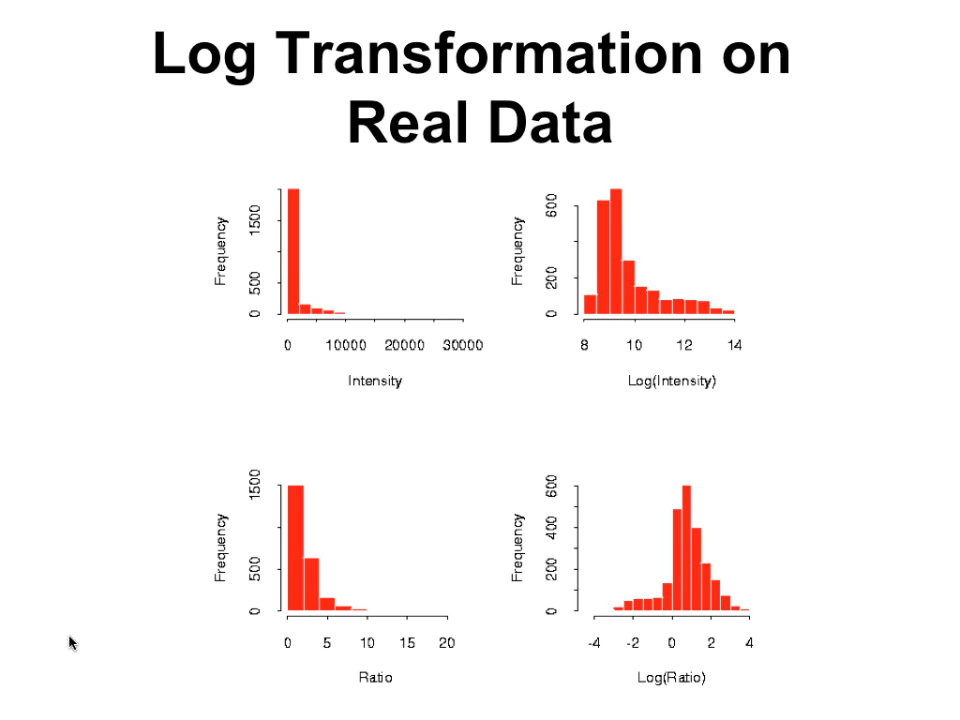 Log Transformation on
Real Data
Frequency
0 500 1500
0 10000 20000 30000
Intensity
Frequency
0 200 600
8 10 12 14
Log(Intensity)
Frequency
0 500 1500
0 5 10 15 20
Ratio
Frequency
0 200 400 600
-4 -2 0 2 4
Log(Ratio)